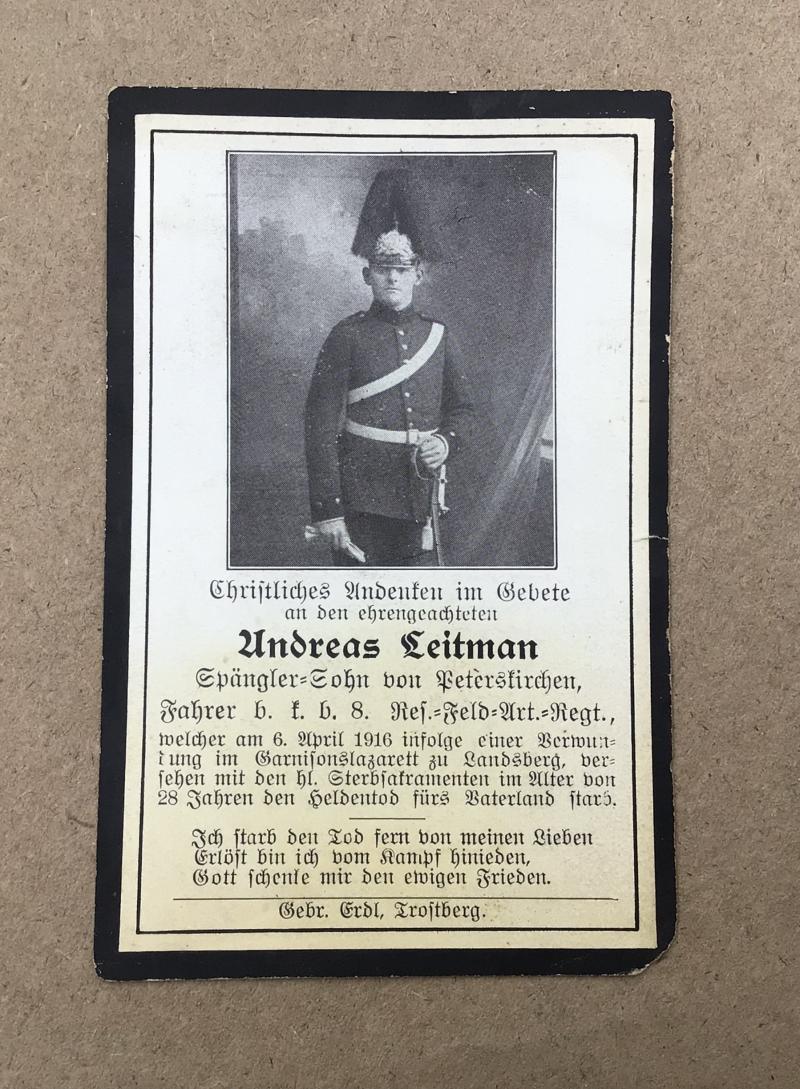 Christliches Andenken im Gebete
an den ehrengeachteten
Andreas Leitman
Spängler-Sohn von Peterskirchen,
Fahrer b. k. b. 8. Res.-Feld-Art.-Regt.,
welcher am 6. April 1916 infolge einer Verwun-
dung im Garnisonslazarett zu Landsberg, ver-
sehen mit den hl. Sterbsakramenten im Alter von
28 Jahren den Heldentod fürs Vaterland starb.
Ich starb den Tod fern von meinen Lieben
Erlöst bin ich vom Kampf hinieden,
Gott schenke mir den ewigen Frieden.
Gebr. Erdl, Trostberg.